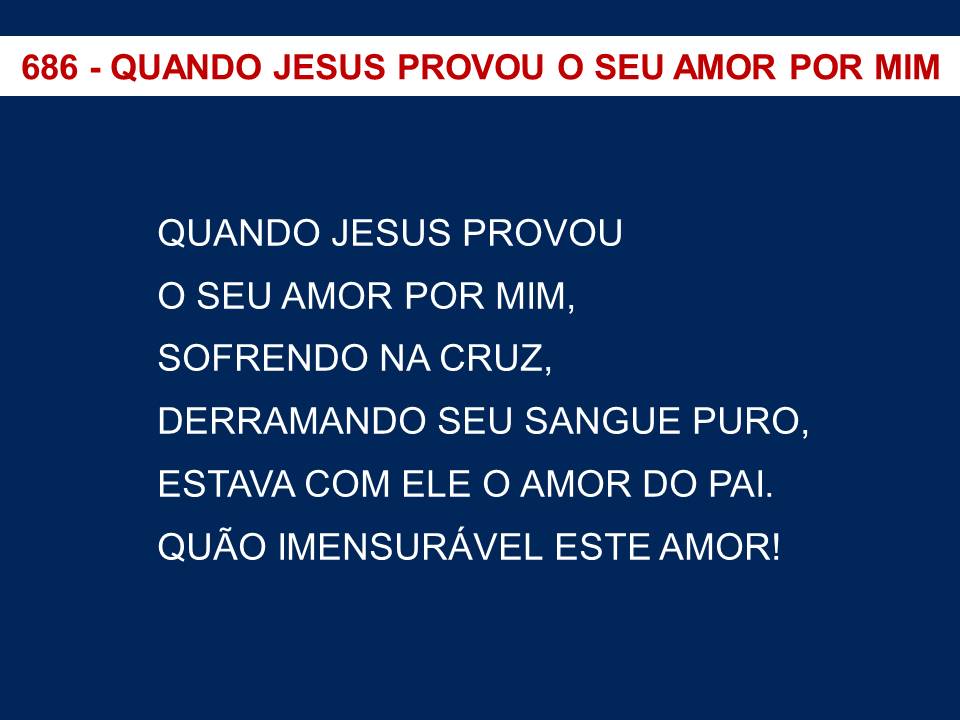 686 - QUANDO JESUS PROVOU O SEU AMOR POR MIM
QUANDO JESUS PROVOU
O SEU AMOR POR MIM,
SOFRENDO NA CRUZ,
DERRAMANDO SEU SANGUE PURO,
ESTAVA COM ELE O AMOR DO PAI.
QUÃO IMENSURÁVEL ESTE AMOR!